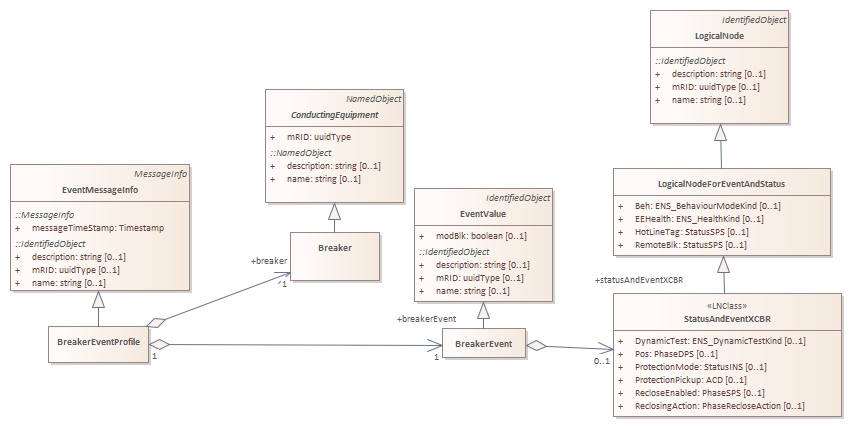 IdentifiedObject
LogicalNode
::IdentifiedObject
+ description: string [0..1]
+ mRID: uuidType [0..1]
+ name: string [0..1]
NamedObject
ConductingEquipment
+ mRID: uuidType
::NamedObject
+ description: string [0..1]
+ name: string [0..1]
MessageInfo
EventMessageInfo
::MessageInfo
+ messageTimeStamp: Timestamp
::IdentifiedObject
+ description: string [0..1]
+ mRID: uuidType [0..1]
+ name: string [0..1]
LogicalNodeForEventAndStatus
+ Beh: ENS_BehaviourModeKind [0..1]
+ EEHealth: ENS_HealthKind [0..1]
+ HotLineTag: StatusSPS [0..1]
+ RemoteBlk: StatusSPS [0..1]
IdentifiedObject
EventValue
+ modBlk: boolean [0..1]
::IdentifiedObject
+ description: string [0..1]
+ mRID: uuidType [0..1]
+ name: string [0..1]
Breaker
+breaker
1
+statusAndEventXCBR
«LNClass»
StatusAndEventXCBR
+ DynamicTest: ENS_DynamicTestKind [0..1]
+ Pos: PhaseDPS [0..1]
+ ProtectionMode: StatusINS [0..1]
+ ProtectionPickup: ACD [0..1]
+ RecloseEnabled: PhaseSPS [0..1]
+ ReclosingAction: PhaseRecloseAction [0..1]
+breakerEvent
BreakerEventProfile
1
1
BreakerEvent
0..1